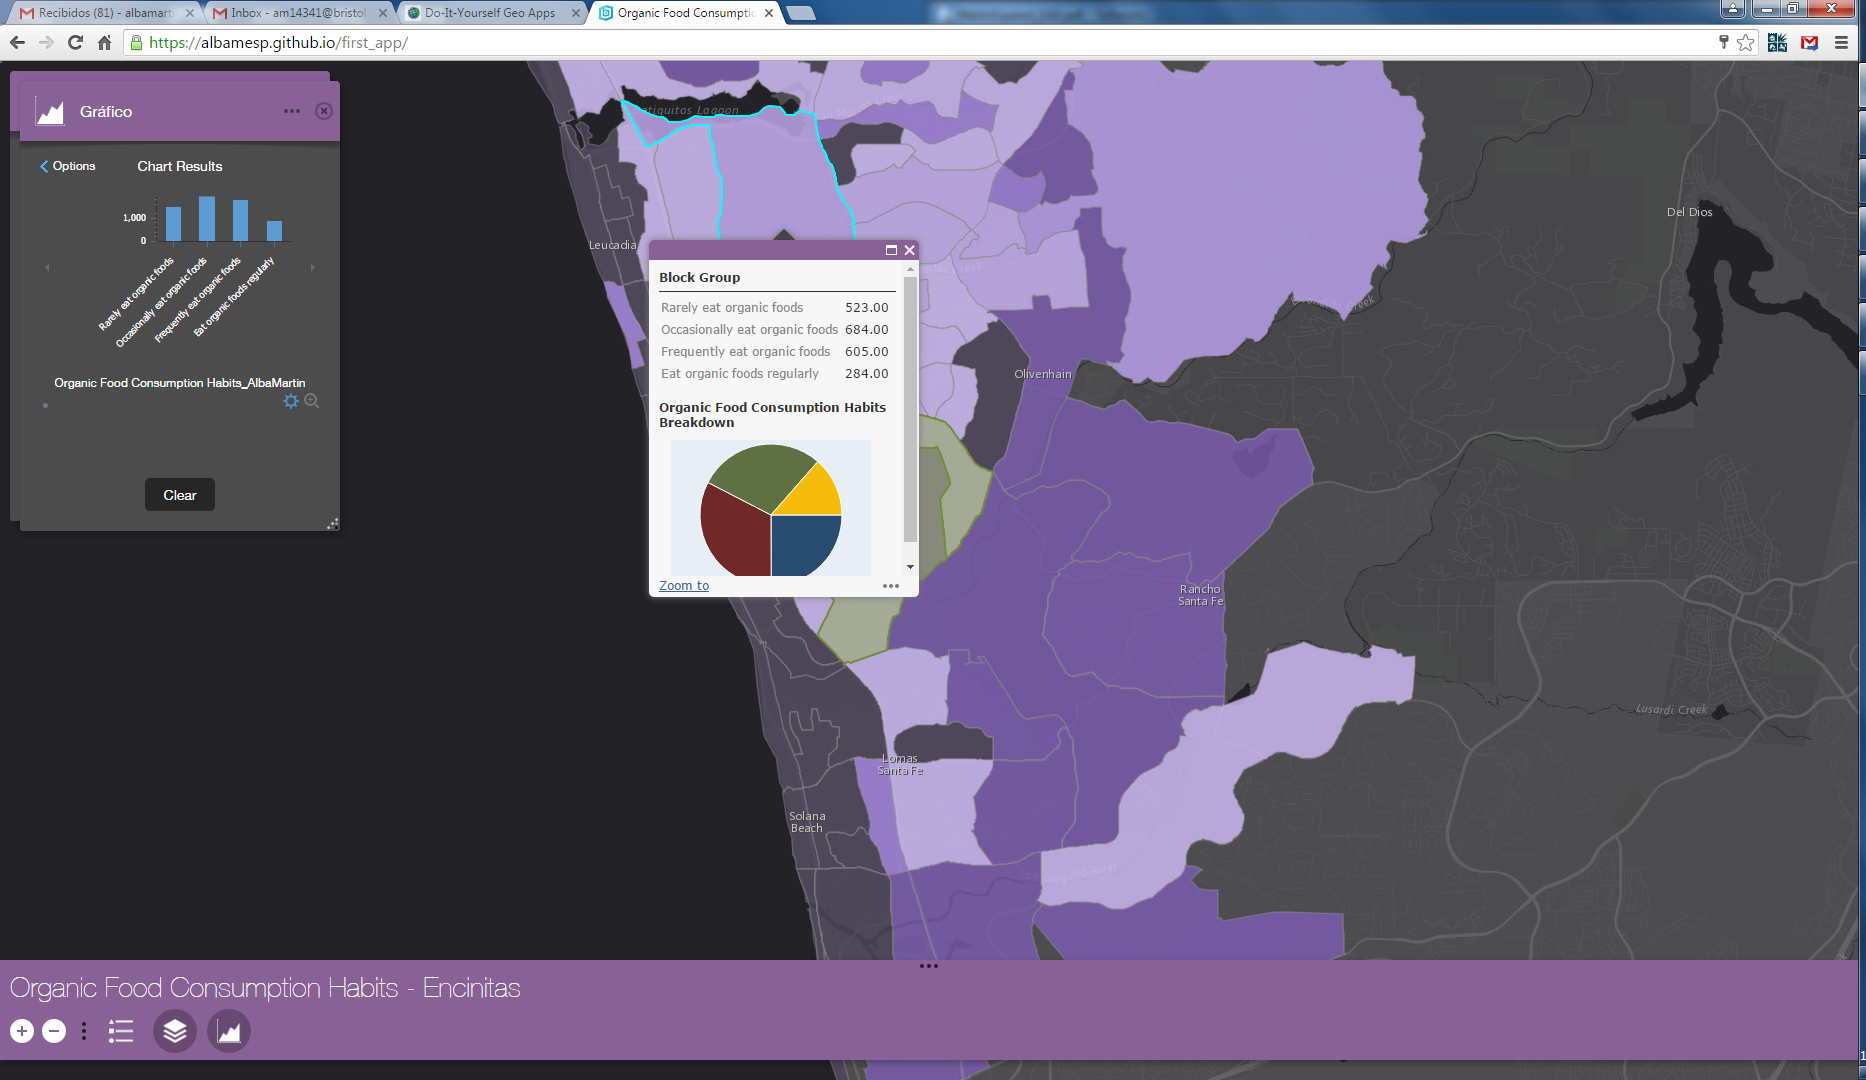 Recibidos (81) - albamarti
Inbox - am14341@bristol
Do-It-Yourself Geo Apps
Organic Food Consumptio
https://albamesp.github.io/first_app/
Gráfico
Options
Chart Results
1,000
0
Rarely eat organic foods
Occasionally eat organic foods
Frequently eat organic foods
Eat organic foods regularly
Organic Food Consumption Habits_AlbaMartin
Clear
Batiquitos Lagoon
Leucadia
Block Group
Rarely eat organic foods 523.00
Occasionally eat organic foods 684.00
Frequently eat organic foods 605.00
Eat organic foods regularly 284.00
Organic Food Consumption Habits
Breakdown
Zoom to
Del Dios
Olivenhain
Rancho
Santa Fe
Lusardi Creek
Lomas
Santa Fe
Solana
Beach
San Dieguito River
Organic Food Consumption Habits - Encinitas